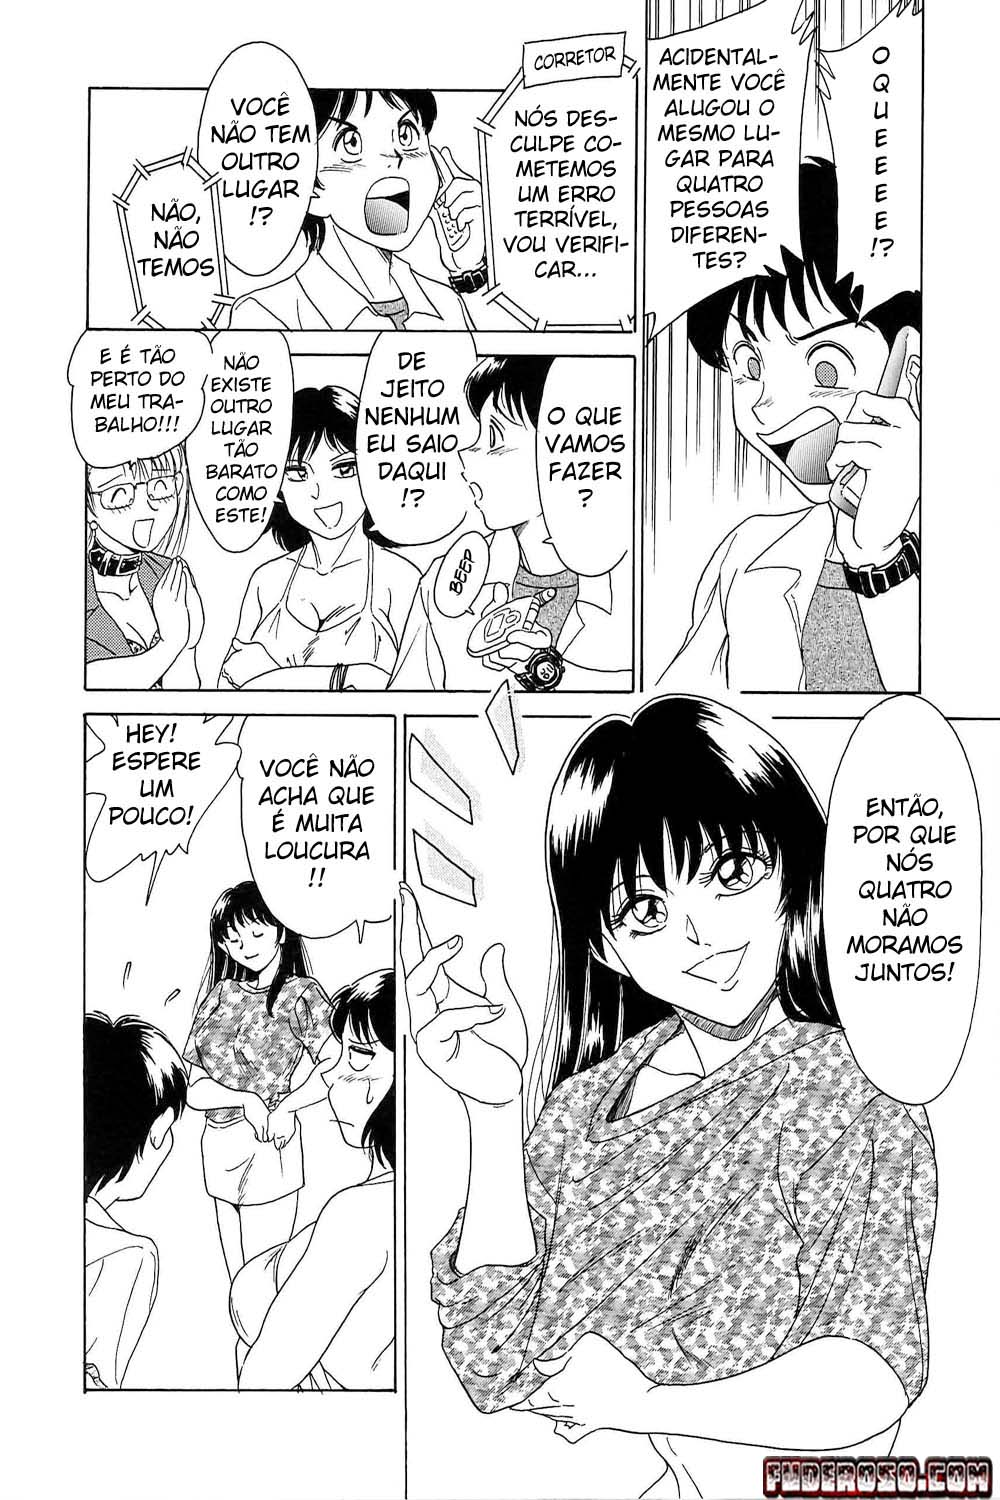 O
Q
U
E
E
E
E
!?
ACIDENTAL-
MENTE VOCÊ
ALUGOU O
MESMO LU-
GAR PARA
QUATRO
PESSOAS
DIFEREN-
TES?
CORRETOR
NÓS DES-
CULPE CO-
METEMOS
UM ERRO
TERRÍVEL,
VOU VERIFI-
CAR...
VOCÊ
NÃO TEM
OUTRO
LUGAR
!?
NÃO,
NÃO
TEMOS
O QUE
VAMOS
FAZER
?
BEEP
DE
JEITO
NENHUM
EU SAIO
DAQUI
!?
NÃO
EXISTE
OUTRO
LUGAR
TÃO
BARATO
COMO
ESTE!
E É TÃO
PERTO DO
MEU TRA-
BALHO!!!
ENTÃO,
POR QUE
NÓS
QUATRO
NÃO
MORAMOS
JUNTOS!
VOCÊ NÃO
ACHA QUE
É MUITA
LOUCURA
!!
HEY!
ESPERE
UM
POUCO!
FUDEROSO.COM